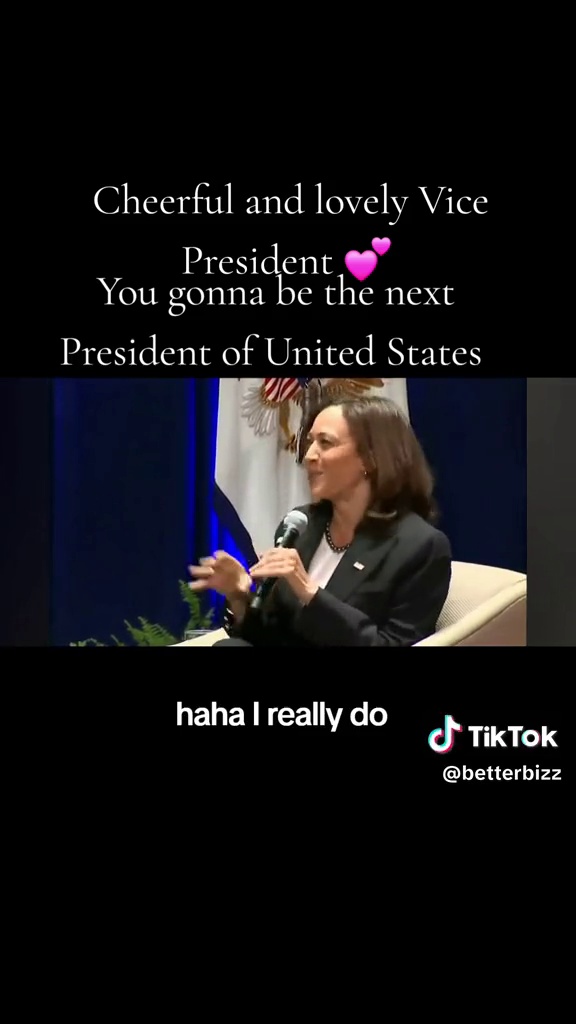 Cheerful and lovely Vice
President 💕
You gonna be the next
President of United States
haha I really do
TikTok
@betterbizz